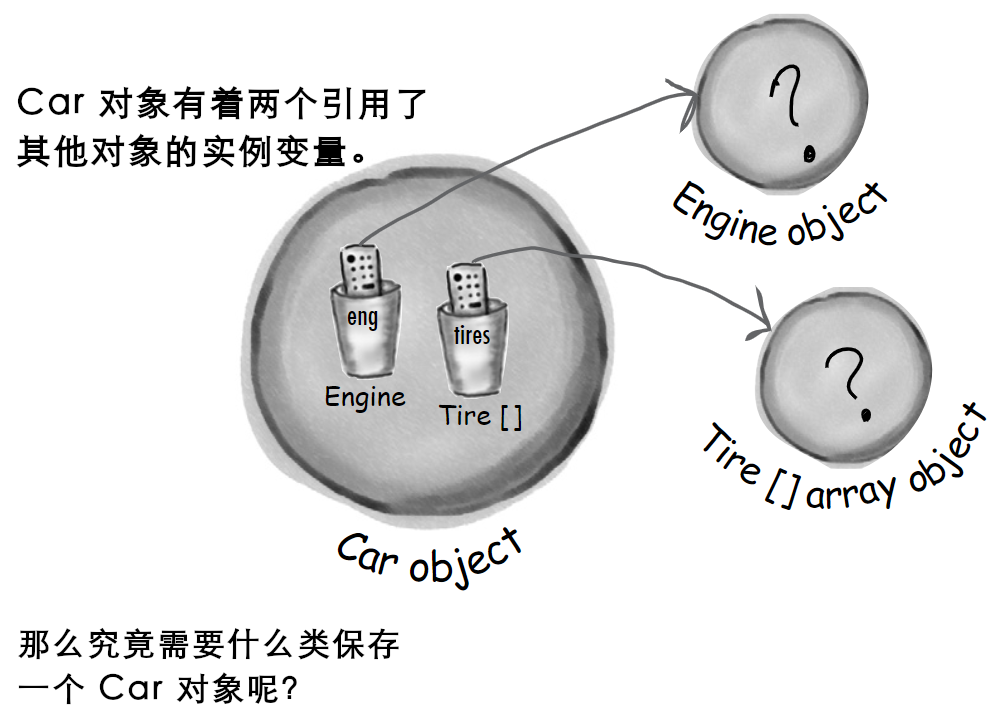 Car 对象有着两个引用了
其他对象的实例变量。
?
Engine object
eng
Engine
tires
Tire []
?
Tire [] array object
Car object
那么究竟需要什么类保存
一个 Car 对象呢?